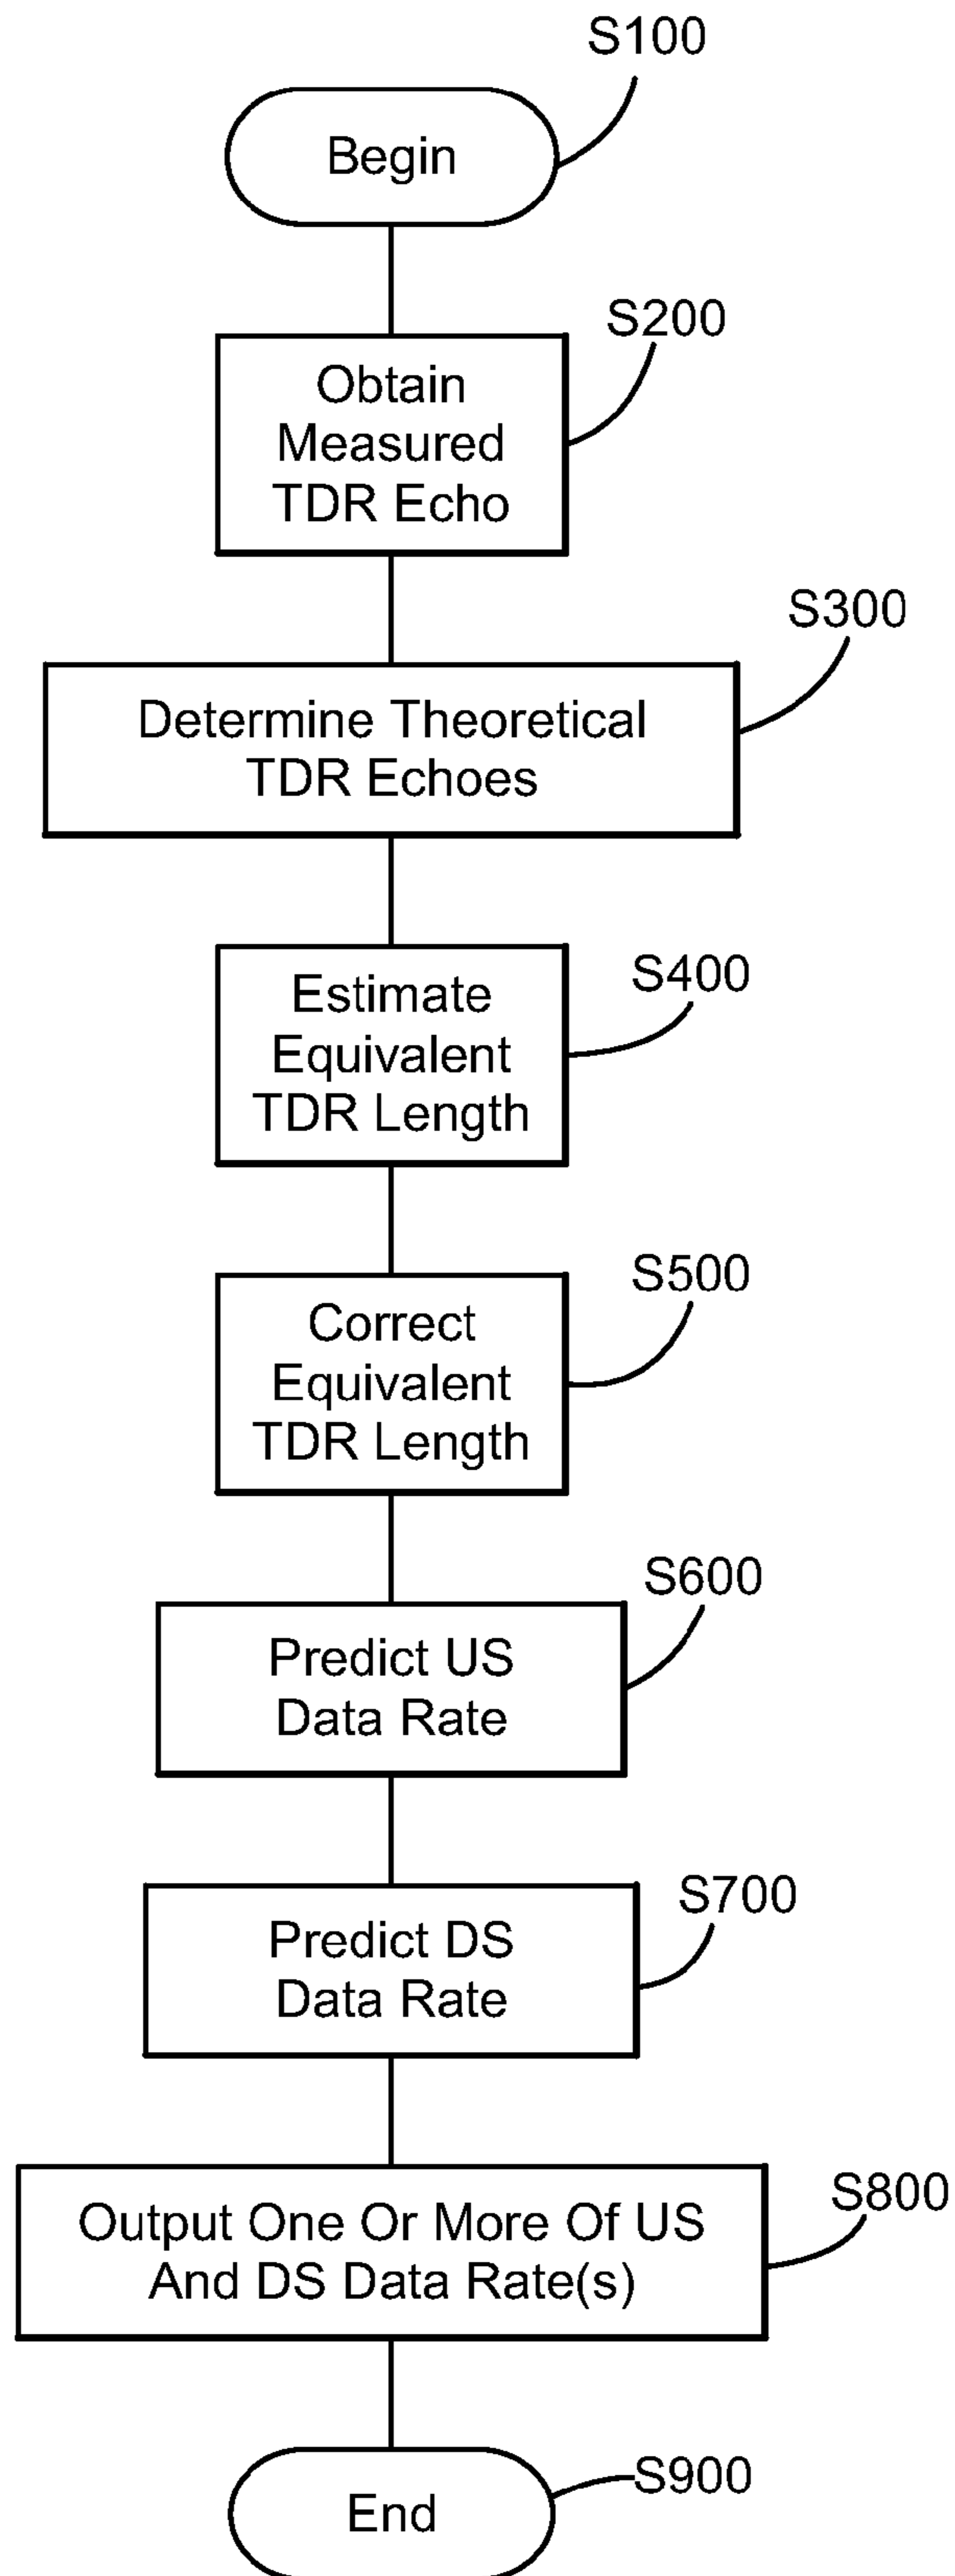 S100
Begin
S200
Obtain
Measured
TDR Echo
S300
Determine Theoretical
TDR Echoes
S400
Estimate
Equivalent
TDR Length
S500
Correct
Equivalent
TDR Length
S600
Predict US
Data Rate
S700
Predict DS
Data Rate
S800
Output One Or More Of US
And DS Data Rate(s)
S900
End